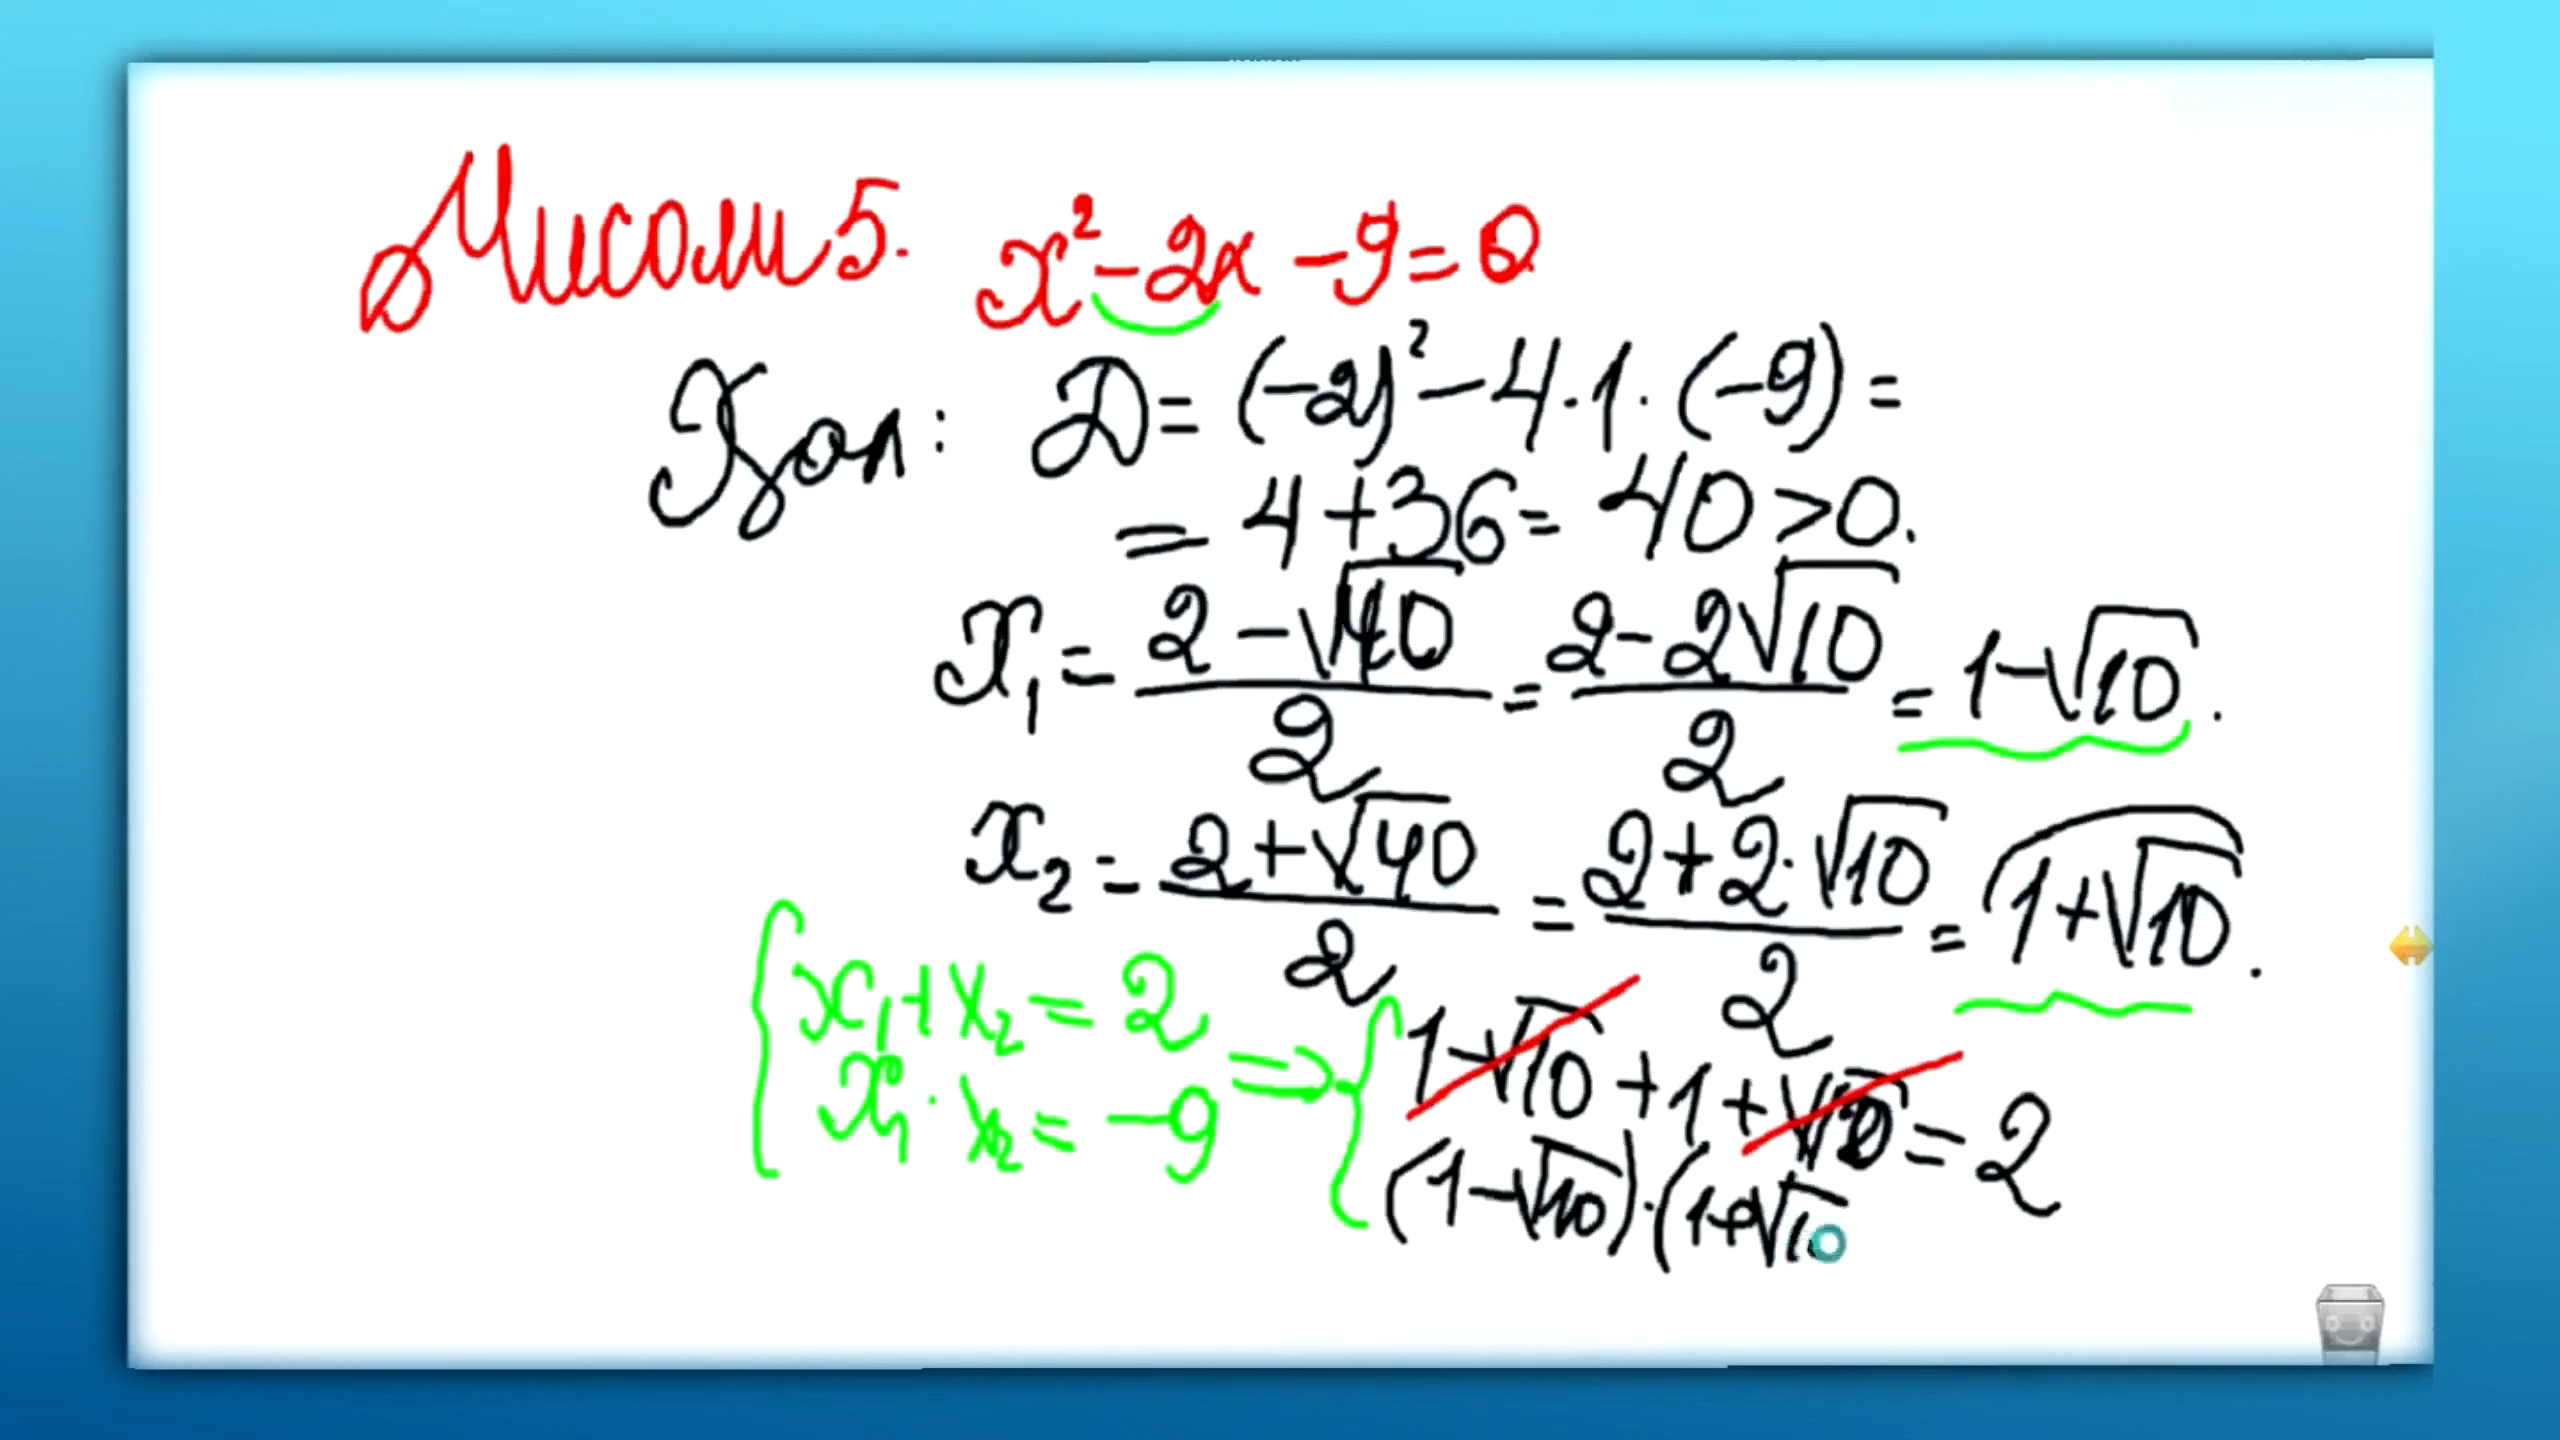 Мисоли 5. x² - 2x - 9 = 0
Ҳал: D = (-2)² - 4 · 1 · (-9) =
= 4 + 36 = 40 > 0.
x₁ = (2 - √40)/2 = (2 - 2√10)/2 = 1 - √10.
x₂ = (2 + √40)/2 = (2 + 2 · √10)/2 = 1 + √10.
{ x₁ + x₂ = 2
x₁ · x₂ = -9 ⇒ { 1 - √10 + 1 + √10 = 2
(1 - √10) · (1 + √10